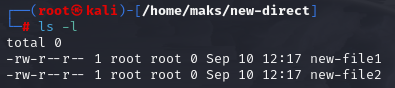 ┌──(root㉿kali)-[/home/maks/new-direct]
└─# ls -l
total 0
-rw-r--r-- 1 root root 0 Sep 10 12:17 new-file1
-rw-r--r-- 1 root root 0 Sep 10 12:17 new-file2